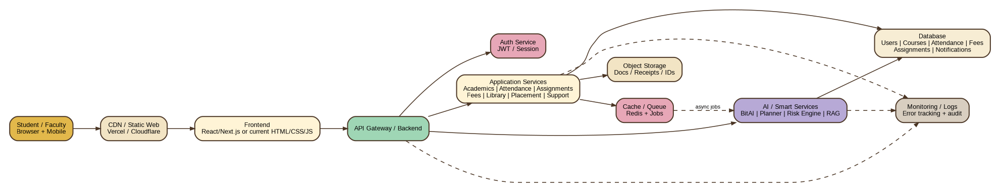 Student / Faculty
Browser + Mobile
CDN / Static Web
Vercel / Cloudflare
Frontend
React/Next.js or current HTML/CSS/JS
API Gateway / Backend
Auth Service
JWT / Session
Application Services
Academics | Attendance | Assignments
Fees | Library | Placement | Support
Object Storage
Docs / Receipts / IDs
Cache / Queue
Redis + Jobs
async jobs
AI / Smart Services
BitAI | Planner | Risk Engine | RAG
Database
Users | Courses | Attendance | Fees
Assignments | Notifications
Monitoring / Logs
Error tracking + audit